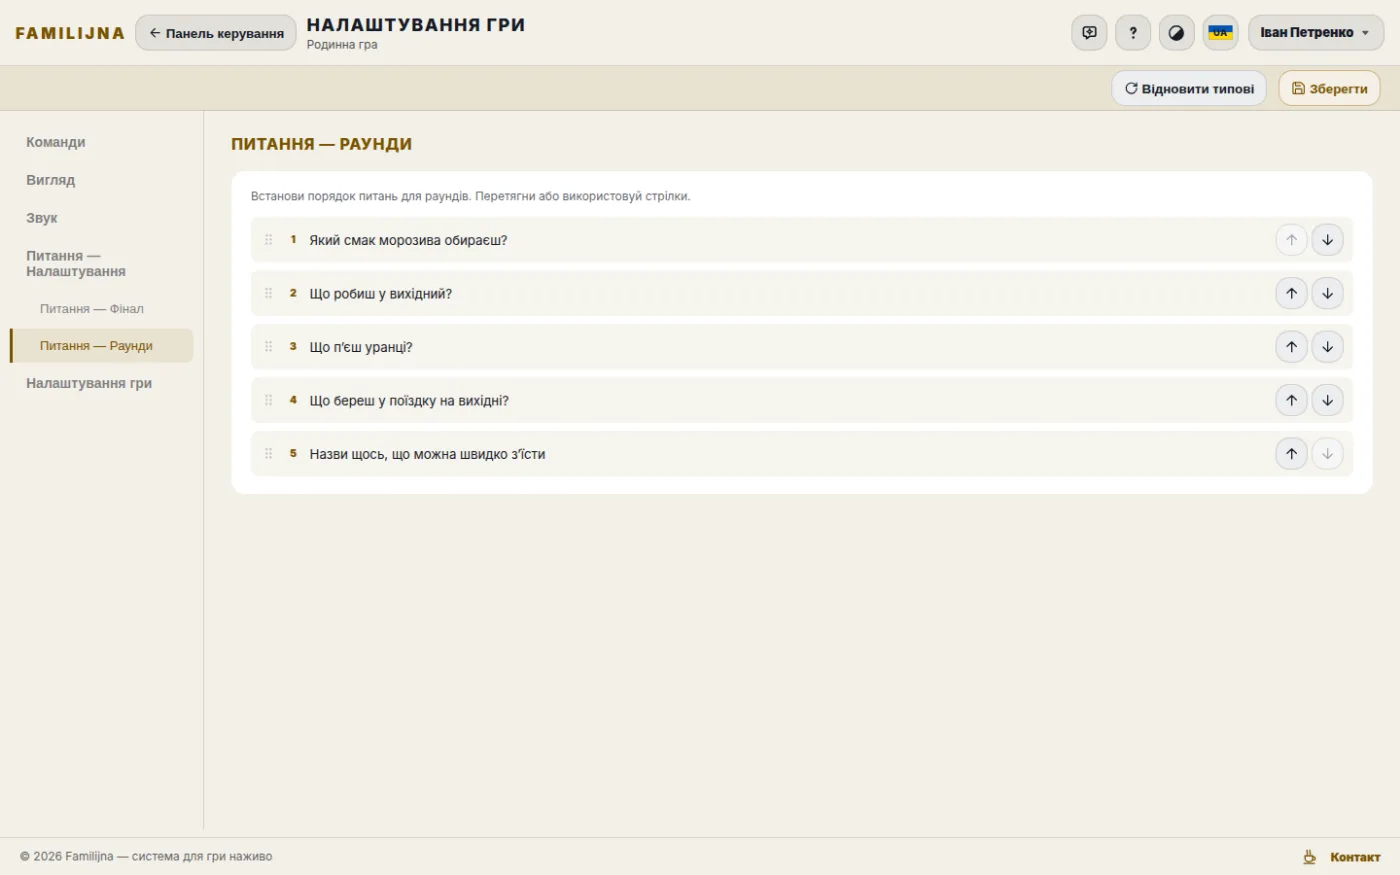 FAMILIJNA
← Панель керування
НАЛАШТУВАННЯ ГРИ
Родинна гра
?
UA
Іван Петренко
Відновити типові
Зберегти
Команди
Вигляд
Звук
Питання —
Налаштування
Питання — Фінал
Питання — Раунди
Налаштування гри
ПИТАННЯ — РАУНДИ
Встанови порядок питань для раундів. Перетягни або використовуй стрілки.
1 Який смак морозива обираєш?
2 Що робиш у вихідний?
3 Що п'єш уранці?
4 Що береш у поїздку на вихідні?
5 Назви щось, що можна швидко з'їсти
© 2026 Familijna — система для гри наживо
Контакт